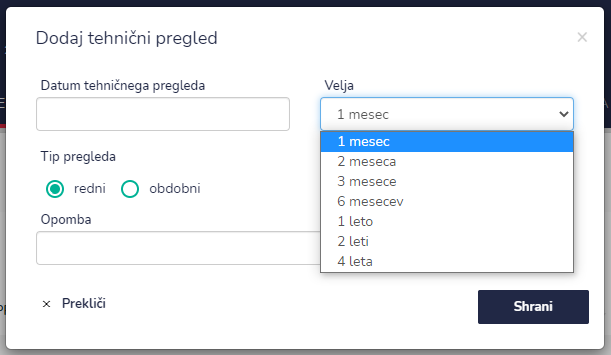 Dodaj tehnični pregled
×
Datum tehničnega pregleda
Velja
1 mesec
1 mesec
2 meseca
3 mesece
6 mesecev
1 leto
2 leti
4 leta
Tip pregleda
redni
obdobni
Opomba
× Prekliči
Shrani